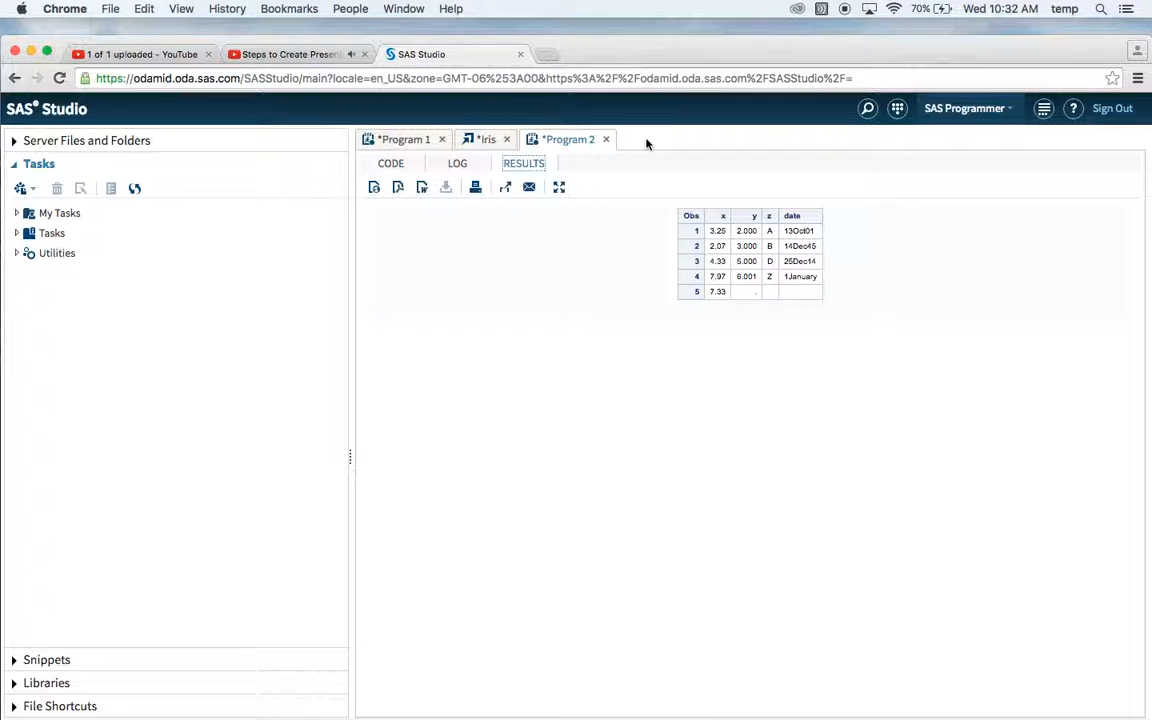 Chrome File Edit View History Bookmarks People Window Help 70% Wed 10:32 AM temp
1 of 1 uploaded - YouTube Steps to Create Presen SAS Studio
https://odamid.oda.sas.com/SASStudio/main?locale=en_US&zone=GMT-06%253A00&https%3A%2F%2Fodamid.oda.sas.com%2FSASStudio%2F=
SAS® Studio SAS Programmer Sign Out
Server Files and Folders
Tasks
My Tasks
Tasks
Utilities
Snippets
Libraries
File Shortcuts
*Program 1 *Iris *Program 2
CODE LOG RESULTS
Obs x y z date
1 3.25 2.000 A 13Oct01
2 2.07 3.000 B 14Dec45
3 4.33 5.000 D 25Dec14
4 7.97 6.001 Z 1January
5 7.33 .